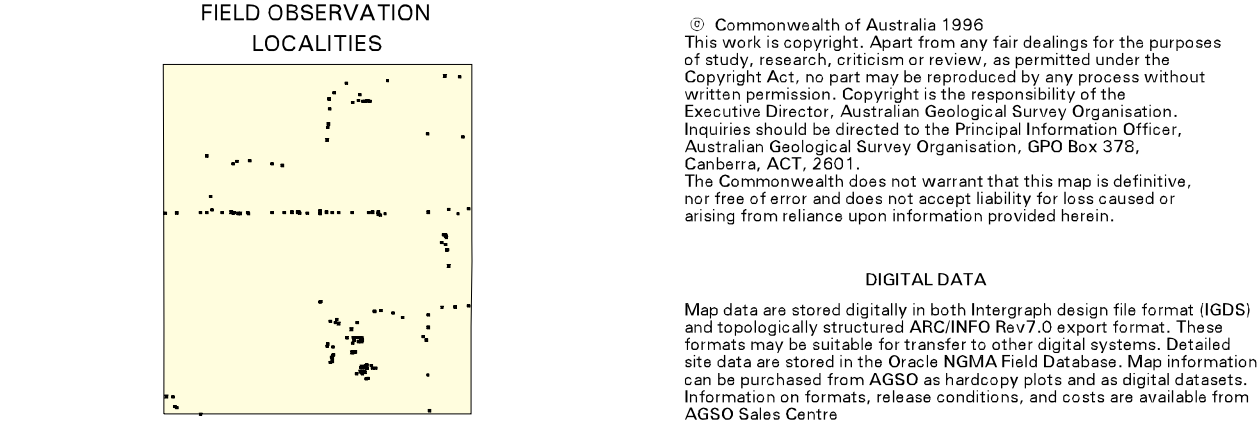 FIELD OBSERVATION
LOCALITIES
© Commonwealth of Australia 1996
This work is copyright. Apart from any fair dealings for the purposes
of study, research, criticism or review, as permitted under the
Copyright Act, no part may be reproduced by any process without
written permission. Copyright is the responsibility of the
Executive Director, Australian Geological Survey Organisation.
Inquiries should be directed to the Principal Information Officer,
Australian Geological Survey Organisation, GPO Box 378,
Canberra, ACT, 2601.
The Commonwealth does not warrant that this map is definitive,
nor free of error and does not accept liability for loss caused or
arising from reliance upon information provided herein.
DIGITAL DATA
Map data are stored digitally in both Intergraph design file format (IGDS)
and topologically structured ARC/INFO Rev7.0 export format. These
formats may be suitable for transfer to other digital systems. Detailed
site data are stored in the Oracle NGMA Field Database. Map information
can be purchased from AGSO as hardcopy plots and as digital datasets.
Information on formats, release conditions, and costs are available from
AGSO Sales Centre